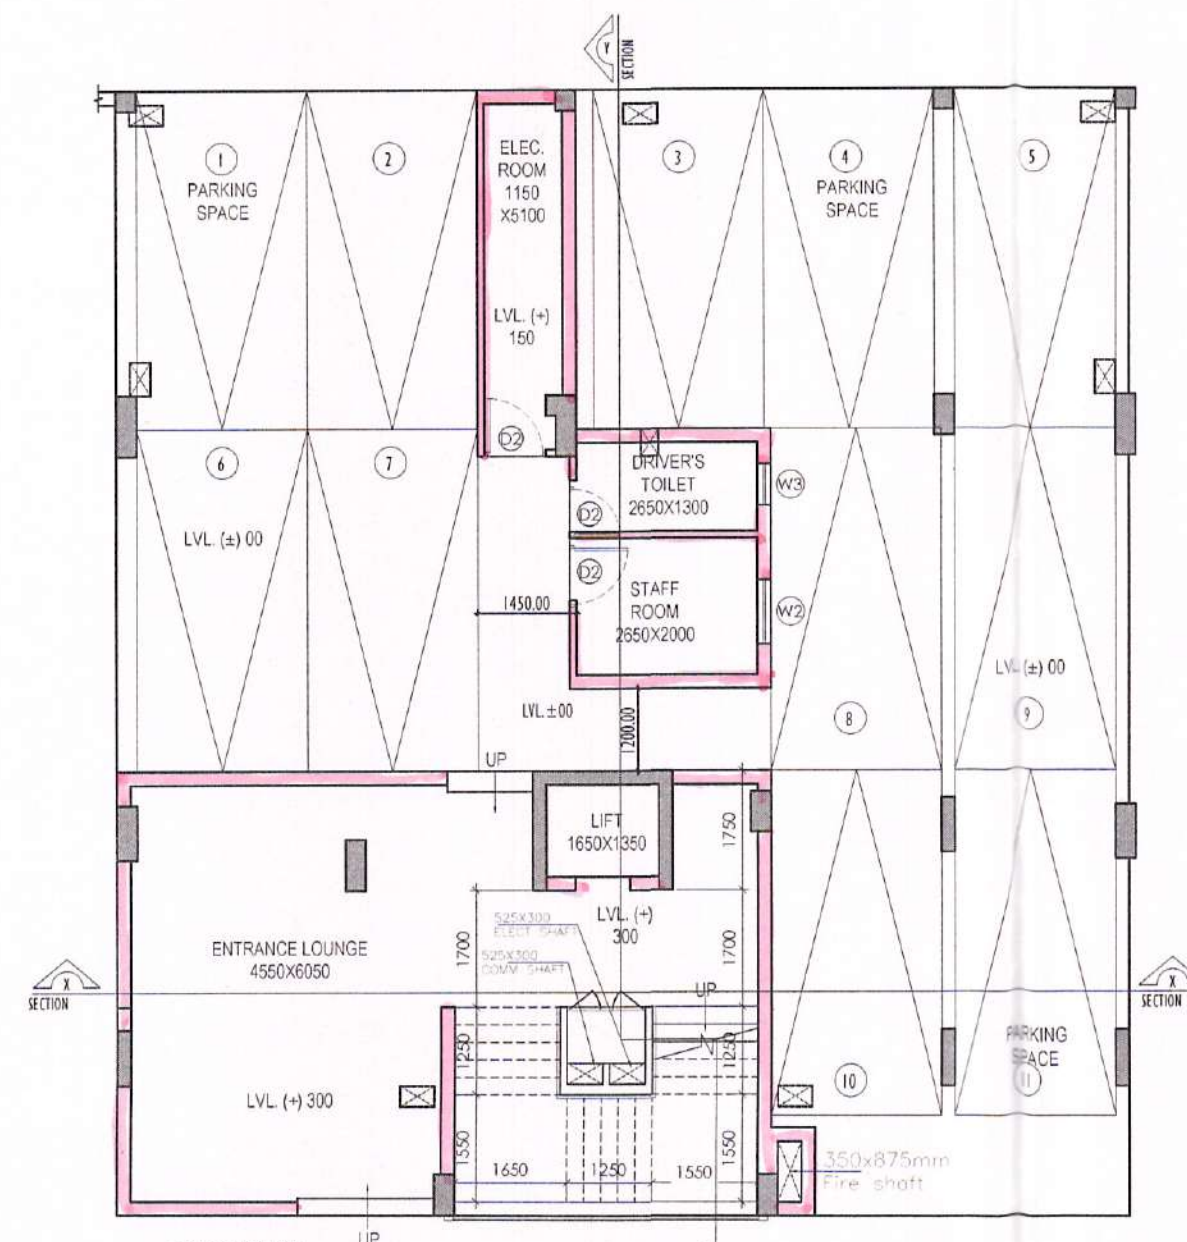 Y
SECTION
1
PARKING
SPACE
2
ELEC.
ROOM
1150
X5100
3
4
PARKING
SPACE
5
LVL. (+)
150
D2
6
7
DRIVER'S
TOILET
2650X1300
W3
D2
LVL. (±) 00
D2
STAFF
ROOM
2650X2000
W2
1450.00
LVL. (±) 00
LVL.±00
1200.00
8
9
UP
LIFT
1650X1350
1750
525X300
ELECT SHAFT
LVL. (+)
300
525X300
COMM. SHAFT
1700
1700
ENTRANCE LOUNGE
4550X6050
X
SECTION
X
SECTION
UP
1250
1250
PARKING
SPACE
10
11
LVL. (+) 300
1550
1650
1250
1550
1550
350x875mm
Fire shaft
UP